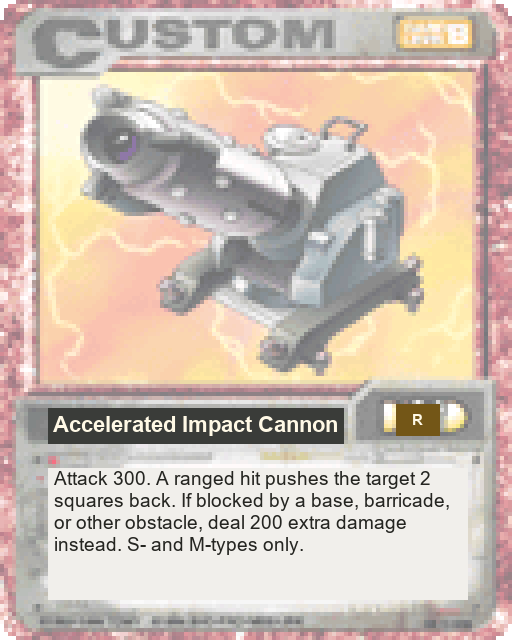 CUSTOM
Accelerated Impact Cannon
R
Attack 300. A ranged hit pushes the target 2
squares back. If blocked by a base, barricade,
or other obstacle, deal 200 extra damage
instead. S- and M-types only.